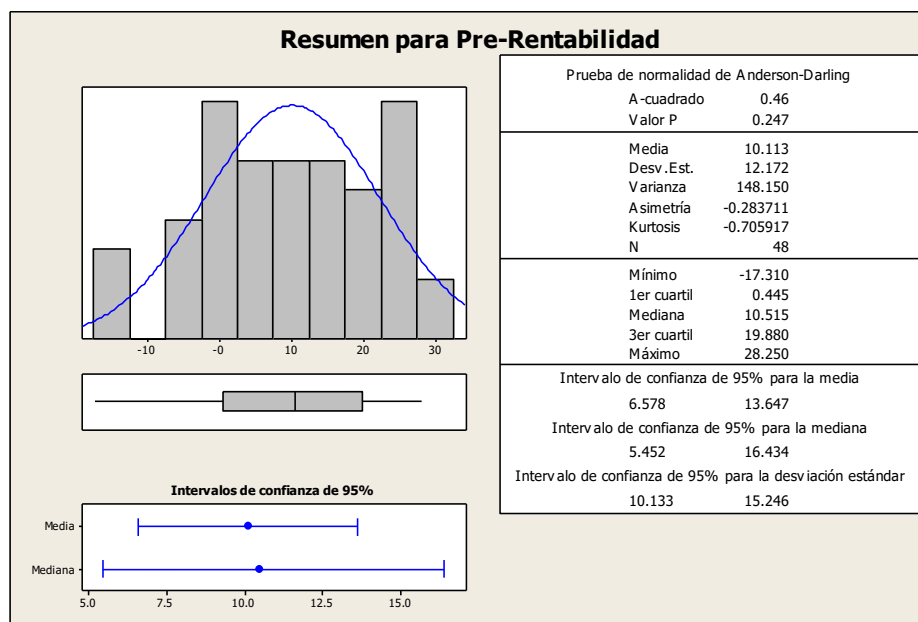 Resumen para Pre-Rentabilidad
-10 -0 10 20 30
Intervalos de confianza de 95%
Media
Mediana
5.0 7.5 10.0 12.5 15.0
Prueba de normalidad de Anderson-Darling
A-cuadrado 0.46
Valor P 0.247
Media 10.113
Desv.Est. 12.172
Varianza 148.150
Asimetría -0.283711
Kurtosis -0.705917
N 48
Mínimo -17.310
1er cuartil 0.445
Mediana 10.515
3er cuartil 19.880
Máximo 28.250
Intervalo de confianza de 95% para la media
6.578 13.647
Intervalo de confianza de 95% para la mediana
5.452 16.434
Intervalo de confianza de 95% para la desviación estándar
10.133 15.246